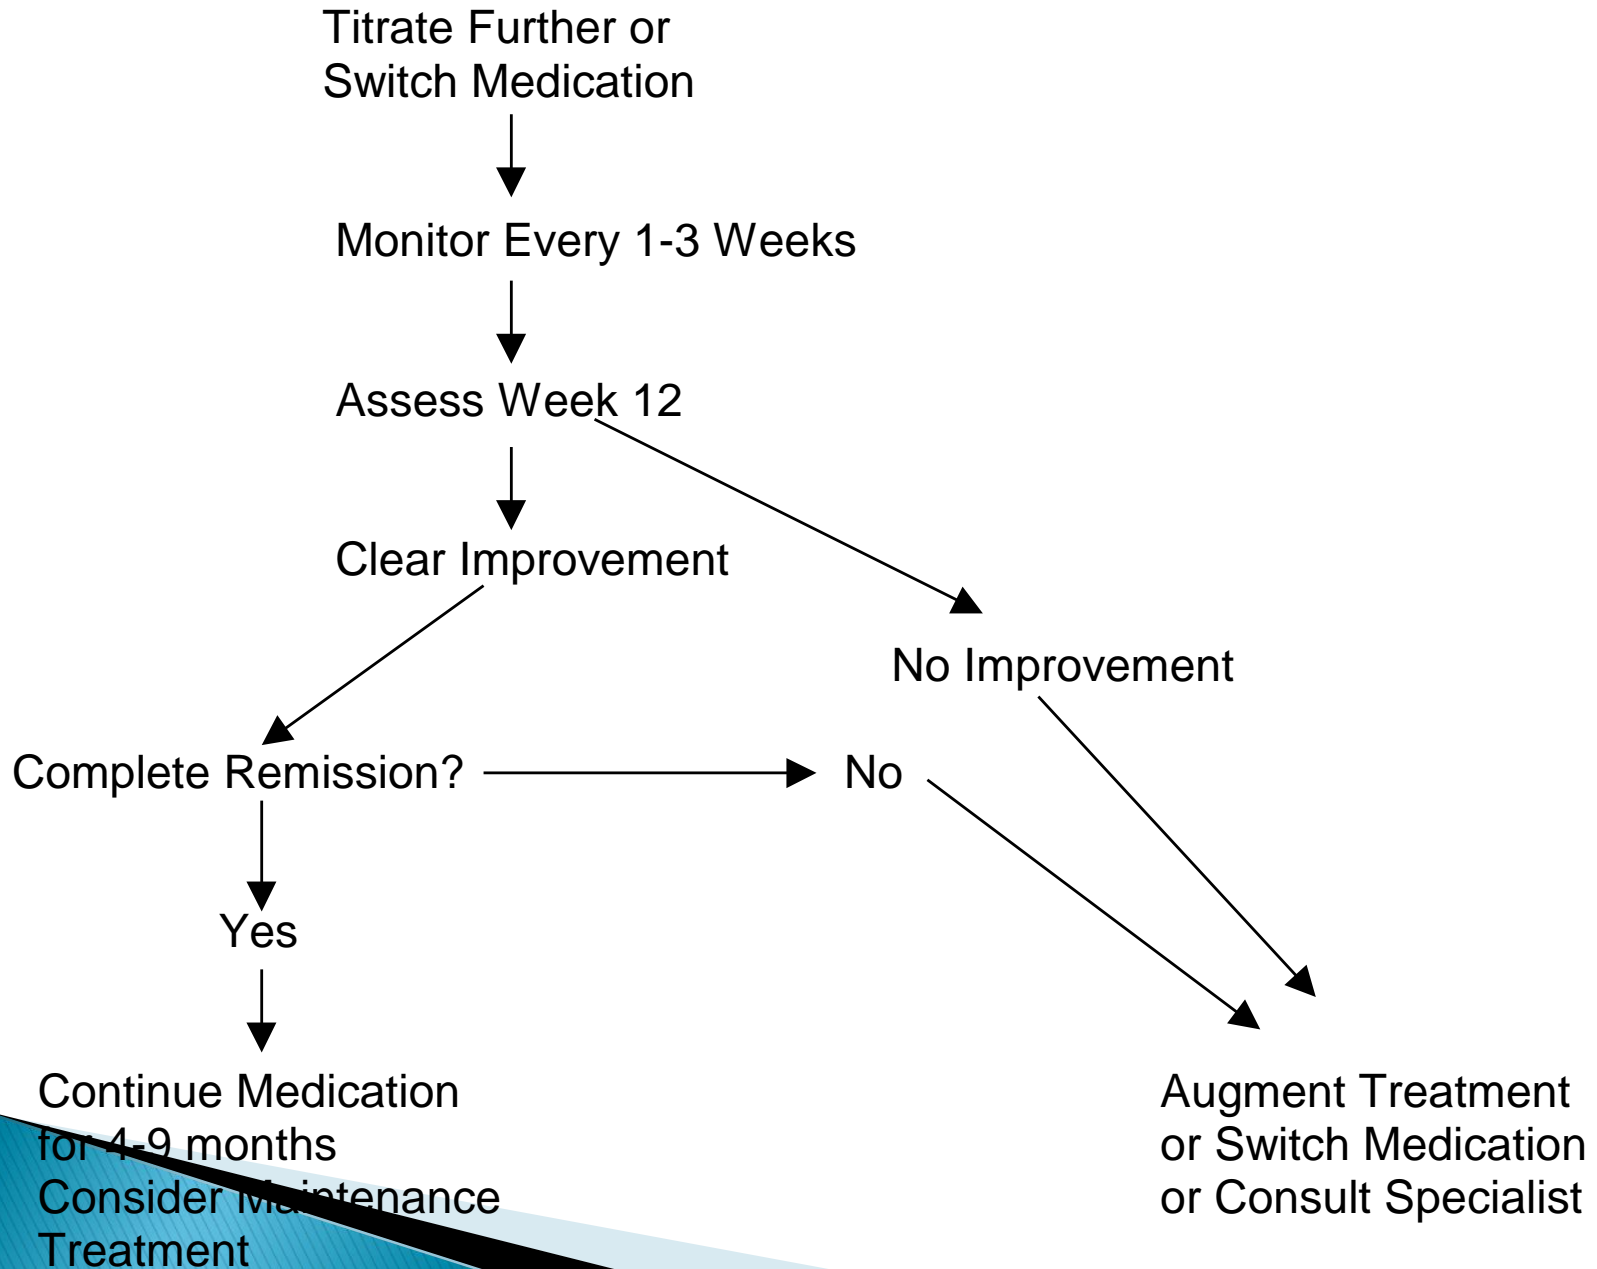 Titrate Further or
Switch Medication
Monitor Every 1-3 Weeks
Assess Week 12
Clear Improvement
No Improvement
Complete Remission?
No
Yes
Continue Medication
for 4-9 months
Consider Maintenance
Treatment
Augment Treatment
or Switch Medication
or Consult Specialist